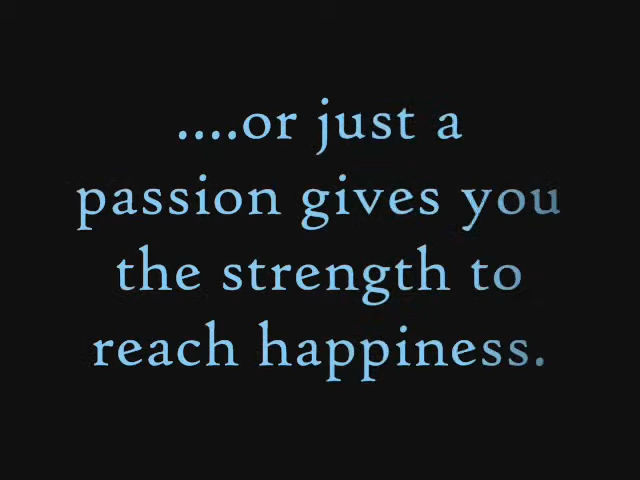 ....or just a
passion gives you
the strength to
reach happiness.